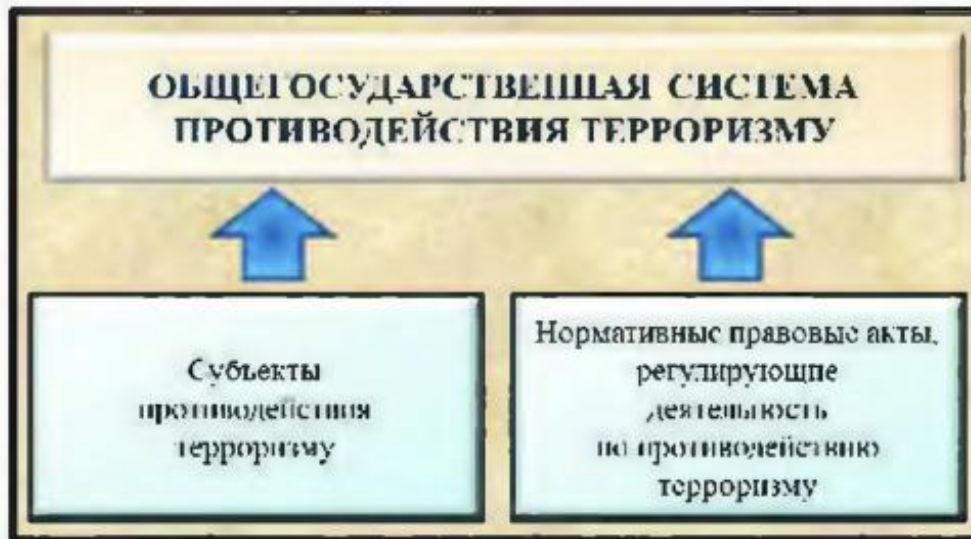 ОБЩЕГОСУДАРСТВЕННАЯ СИСТЕМА
ПРОТИВОДЕЙСТВИЯ ТЕРРОРИЗМУ
Субъекты
противодействия
терроризму
Нормативные правовые акты,
регулирующие
деятельность
по противодействию
терроризму